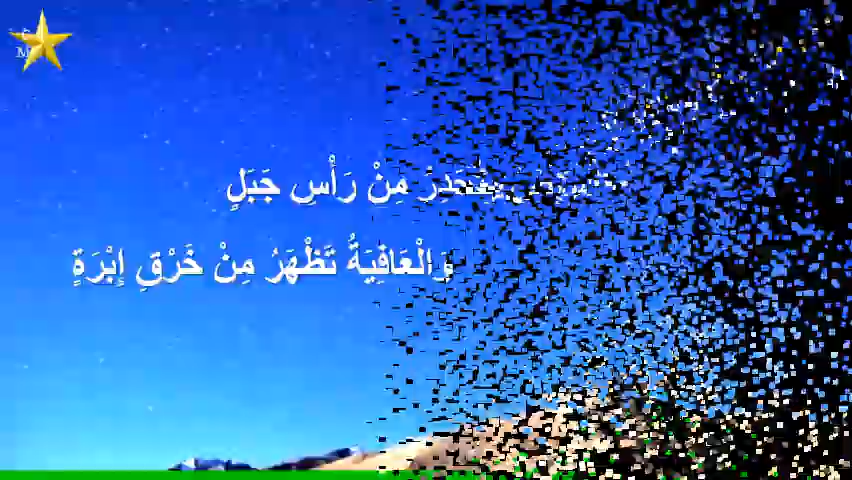 مِنْ رَأْسِ جَبَلٍ
وَالْعَافِيَةُ تَظْهَرُ مِنْ خَرْقِ إِبْرَةٍ